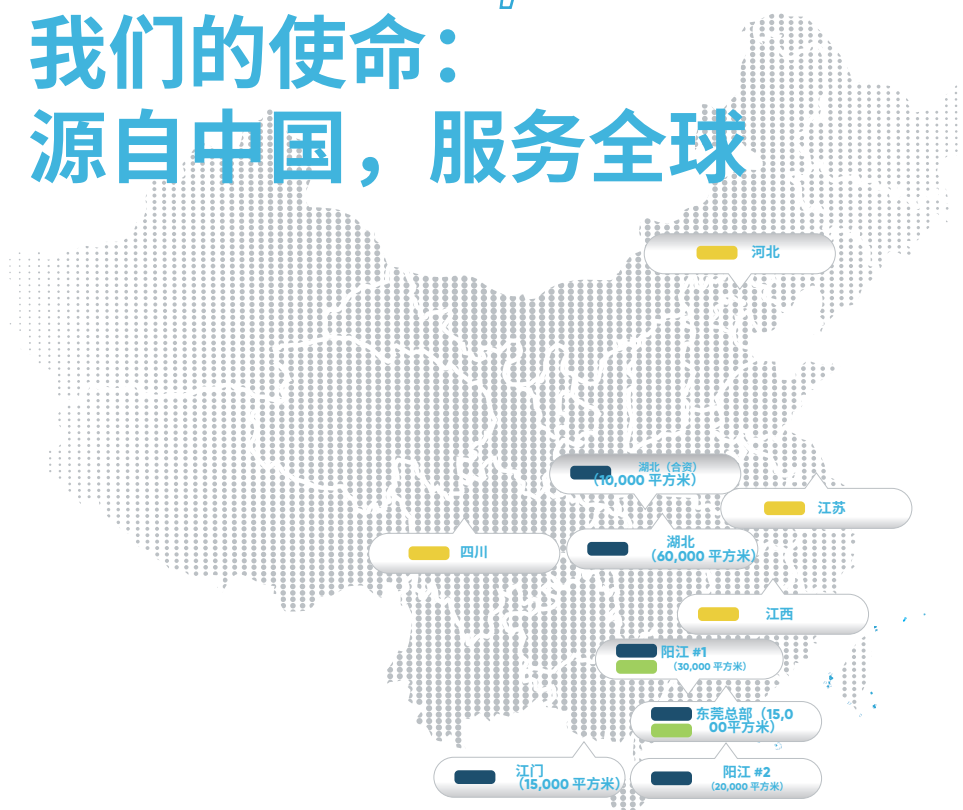 我们的使命：
源自中国，服务全球
河北
湖北（合资）
（10,000 平方米）
江苏
四川
湖北
（60,000 平方米）
江西
阳江 #1
（30,000 平方米）
东莞总部（15,0
00平方米）
江门
（15,000 平方米）
阳江 #2
（20,000 平方米）